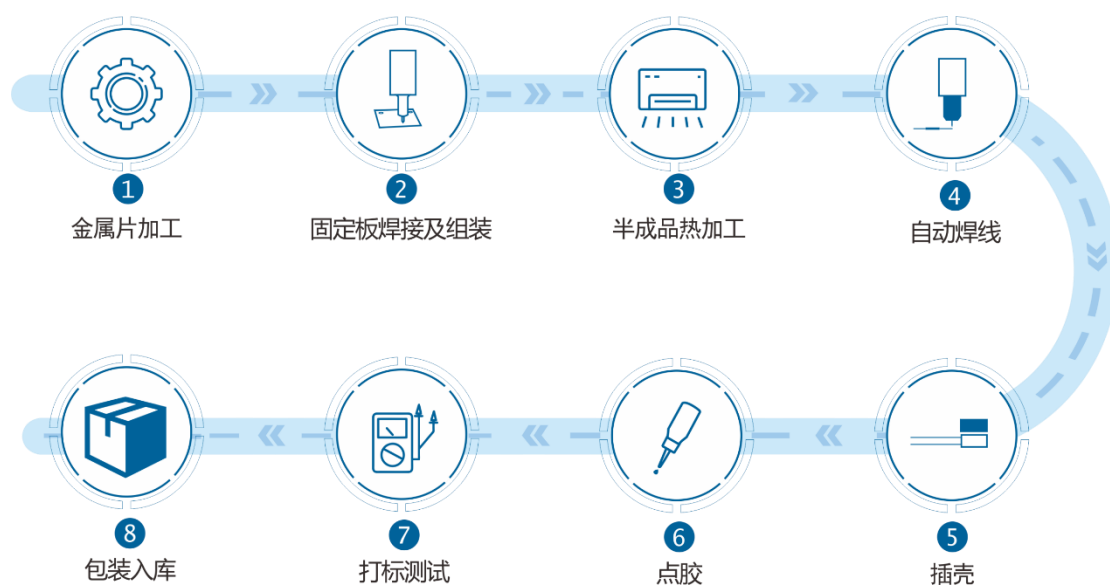 1
金属片加工
2
固定板焊接及组装
3
半成品热加工
4
自动焊线
5
插壳
6
点胶
7
打标测试
8
包装入库